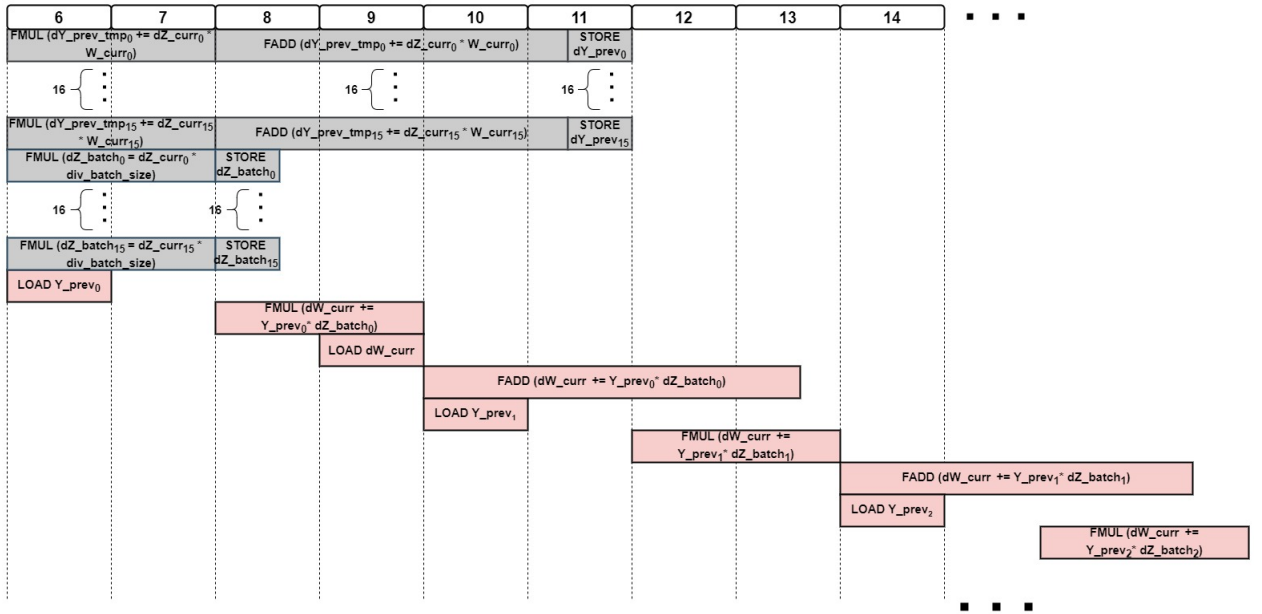 6 7 8 9 10 11 12 13 14
FMUL (dY_prev_tmp₀ += dZ_curr₀ *
W_curr₀)
FADD (dY_prev_tmp₀ += dZ_curr₀ * W_curr₀)
STORE
dY_prev₀
16 16 16
FMUL (dY_prev_tmp₁₅ += dZ_curr₁₅
* W_curr₁₅)
FADD (dY_prev_tmp₁₅ += dZ_curr₁₅ * W_curr₁₅)
STORE
dY_prev₁₅
FMUL (dZ_batch₀ = dZ_curr₀ *
div_batch_size)
STORE
dZ_batch₀
16 16
FMUL (dZ_batch₁₅ = dZ_curr₁₅ *
div_batch_size)
STORE
dZ_batch₁₅
LOAD Y_prev₀
FMUL (dW_curr +=
Y_prev₀* dZ_batch₀)
LOAD dW_curr
FADD (dW_curr += Y_prev₀* dZ_batch₀)
LOAD Y_prev₁
FMUL (dW_curr +=
Y_prev₁* dZ_batch₁)
FADD (dW_curr += Y_prev₁* dZ_batch₁)
LOAD Y_prev₂
FMUL (dW_curr +=
Y_prev₂* dZ_batch₂)